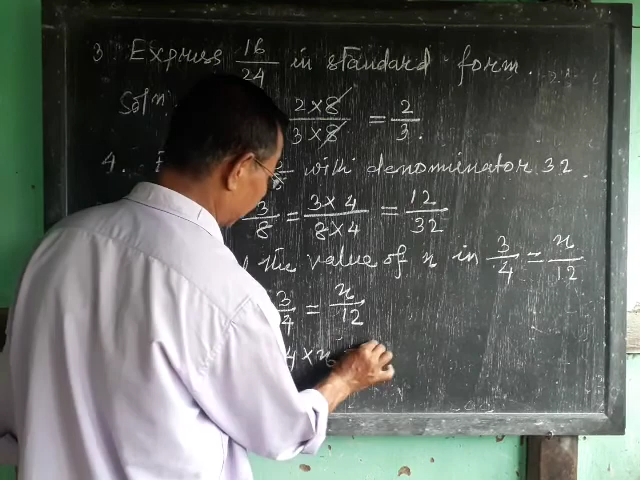 3 Express 16/24 in standard form.
Soln 2×8/3×8 = 2/3.
4. with denominator 32
3/8 = 3×4/8×4 = 12/32
the value of x in 3/4 = x/12
3/4 = x/12
4×x